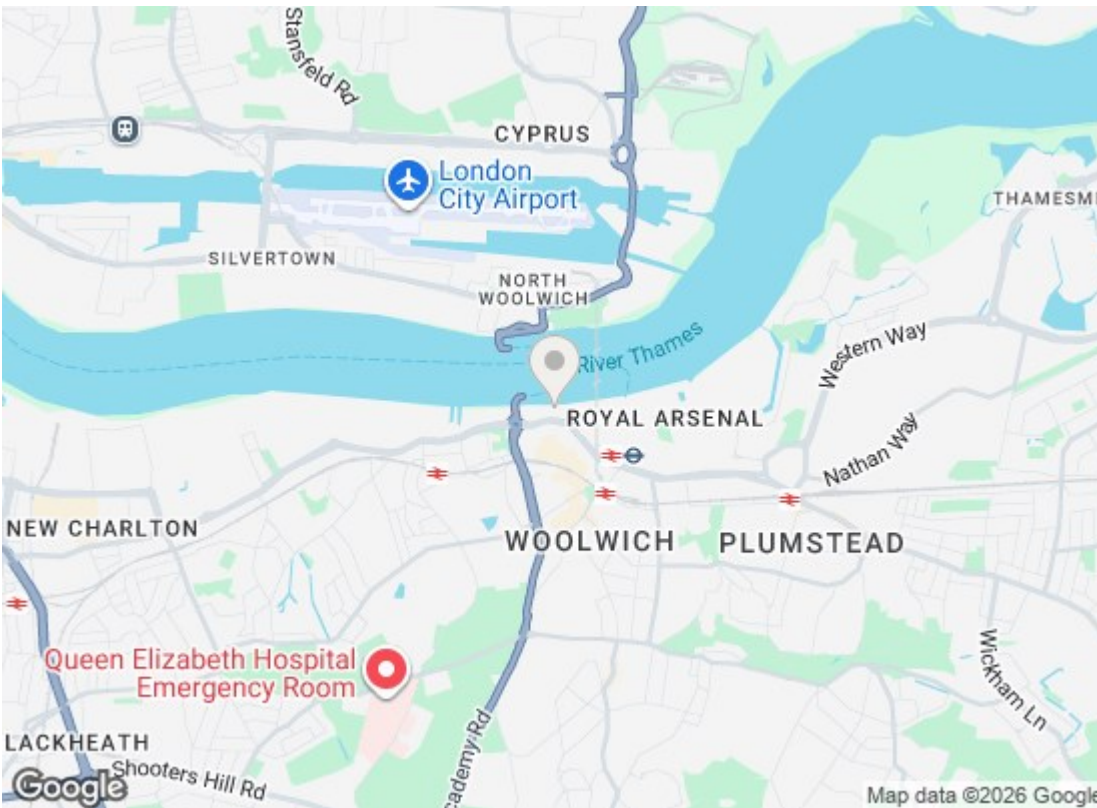 Stansfeld Rd
CYPRUS
London
City Airport
THAMESM
SILVERTOWN
NORTH
WOOLWICH
River Thames
Western Way
ROYAL ARSENAL
Nathan Way
NEW CHARLTON
WOOLWICH
PLUMSTEAD
Queen Elizabeth Hospital
Emergency Room
Wickham Ln
LACKHEATH
Shooters Hill Rd
cademy Rd
Google
Map data ©2026 Google